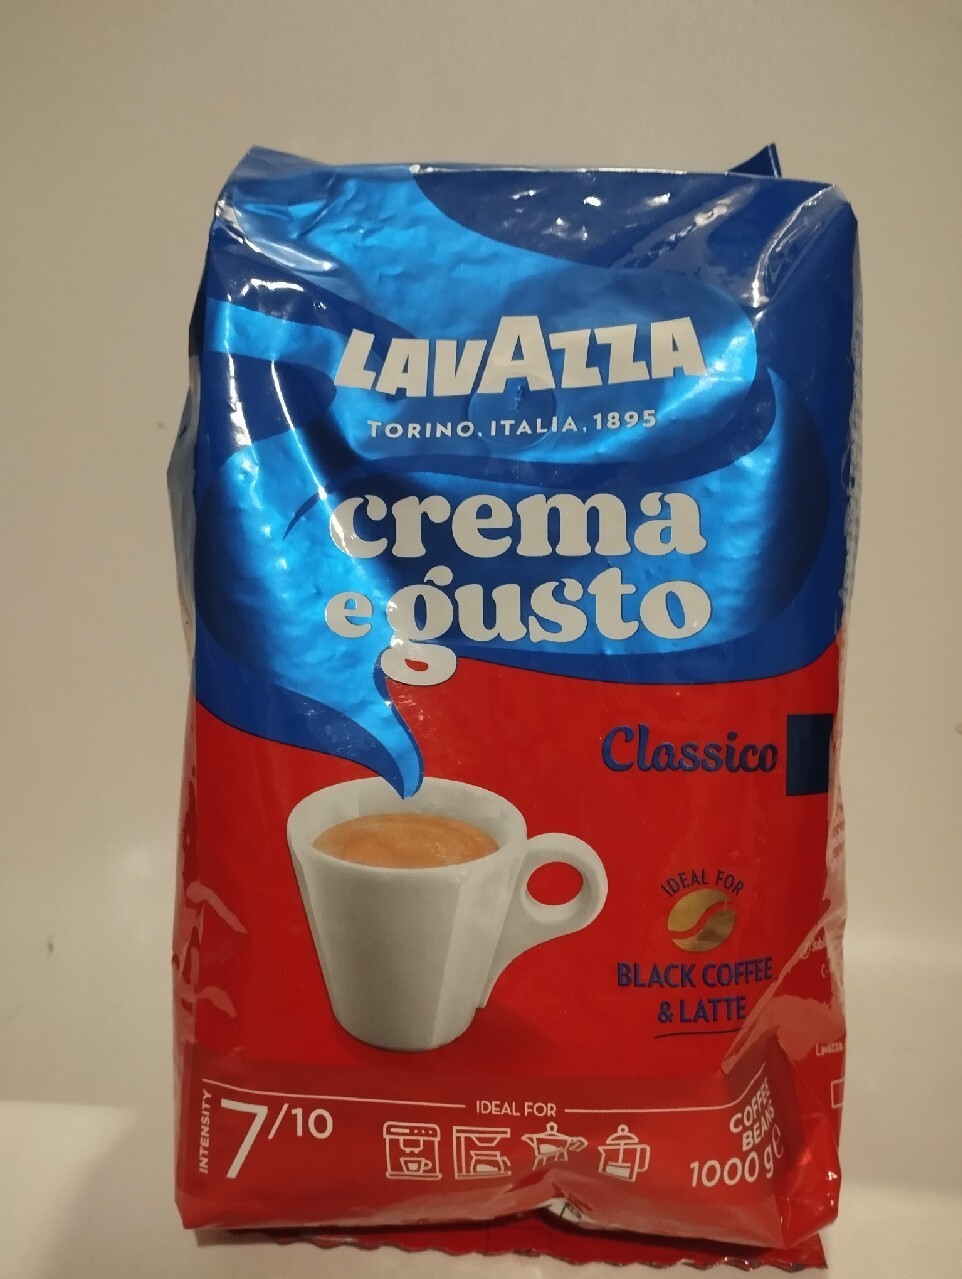 LAVAZZA
TORINO, ITALIA, 1895
crema
e gusto
Classico
IDEAL FOR
BLACK COFFEE
& LATTE
INTENSITY
7/10
IDEAL FOR
COFFEE
BEANS
1000 g e
Lavazza